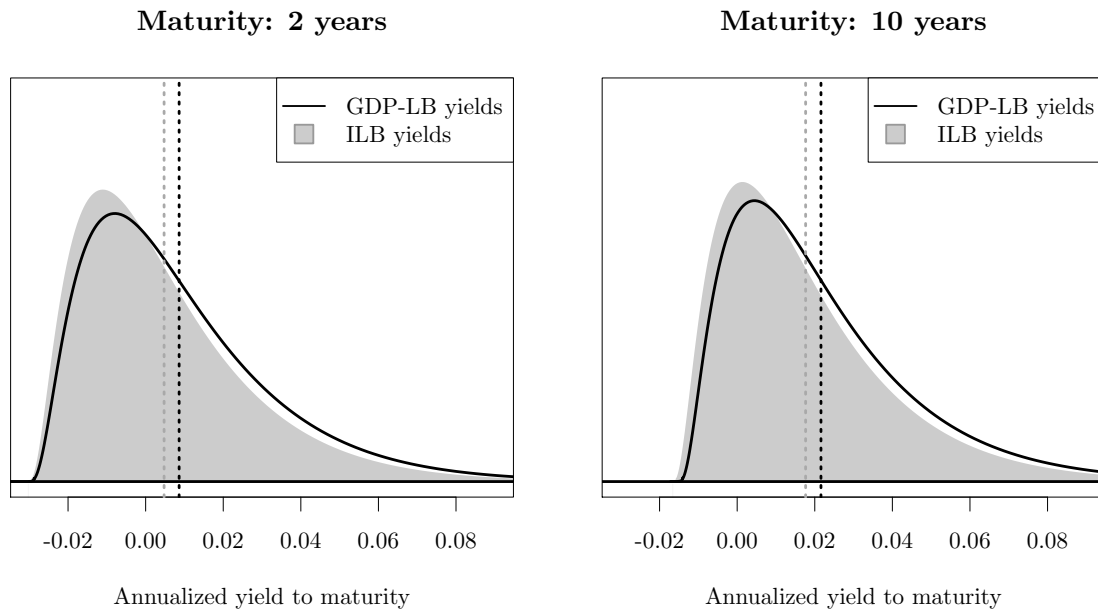 Maturity: 2 years
GDP-LB yields
ILB yields
-0.02 0.00 0.02 0.04 0.06 0.08
Annualized yield to maturity
Maturity: 10 years
GDP-LB yields
ILB yields
-0.02 0.00 0.02 0.04 0.06 0.08
Annualized yield to maturity